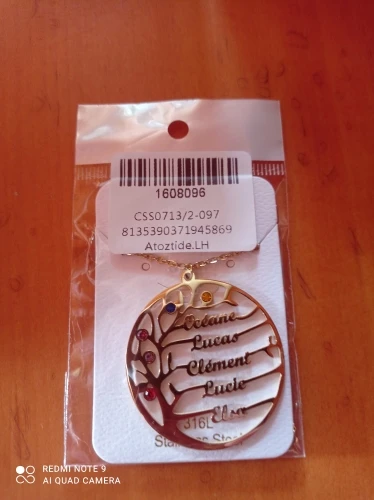 1608096
CSS0713/2-097
8135390371945869
Atoztide.LH
Océane
Lucas
Clément
Lucie
Elsa
316L
Stainless Steel
REDMI NOTE 9
AI QUAD CAMERA